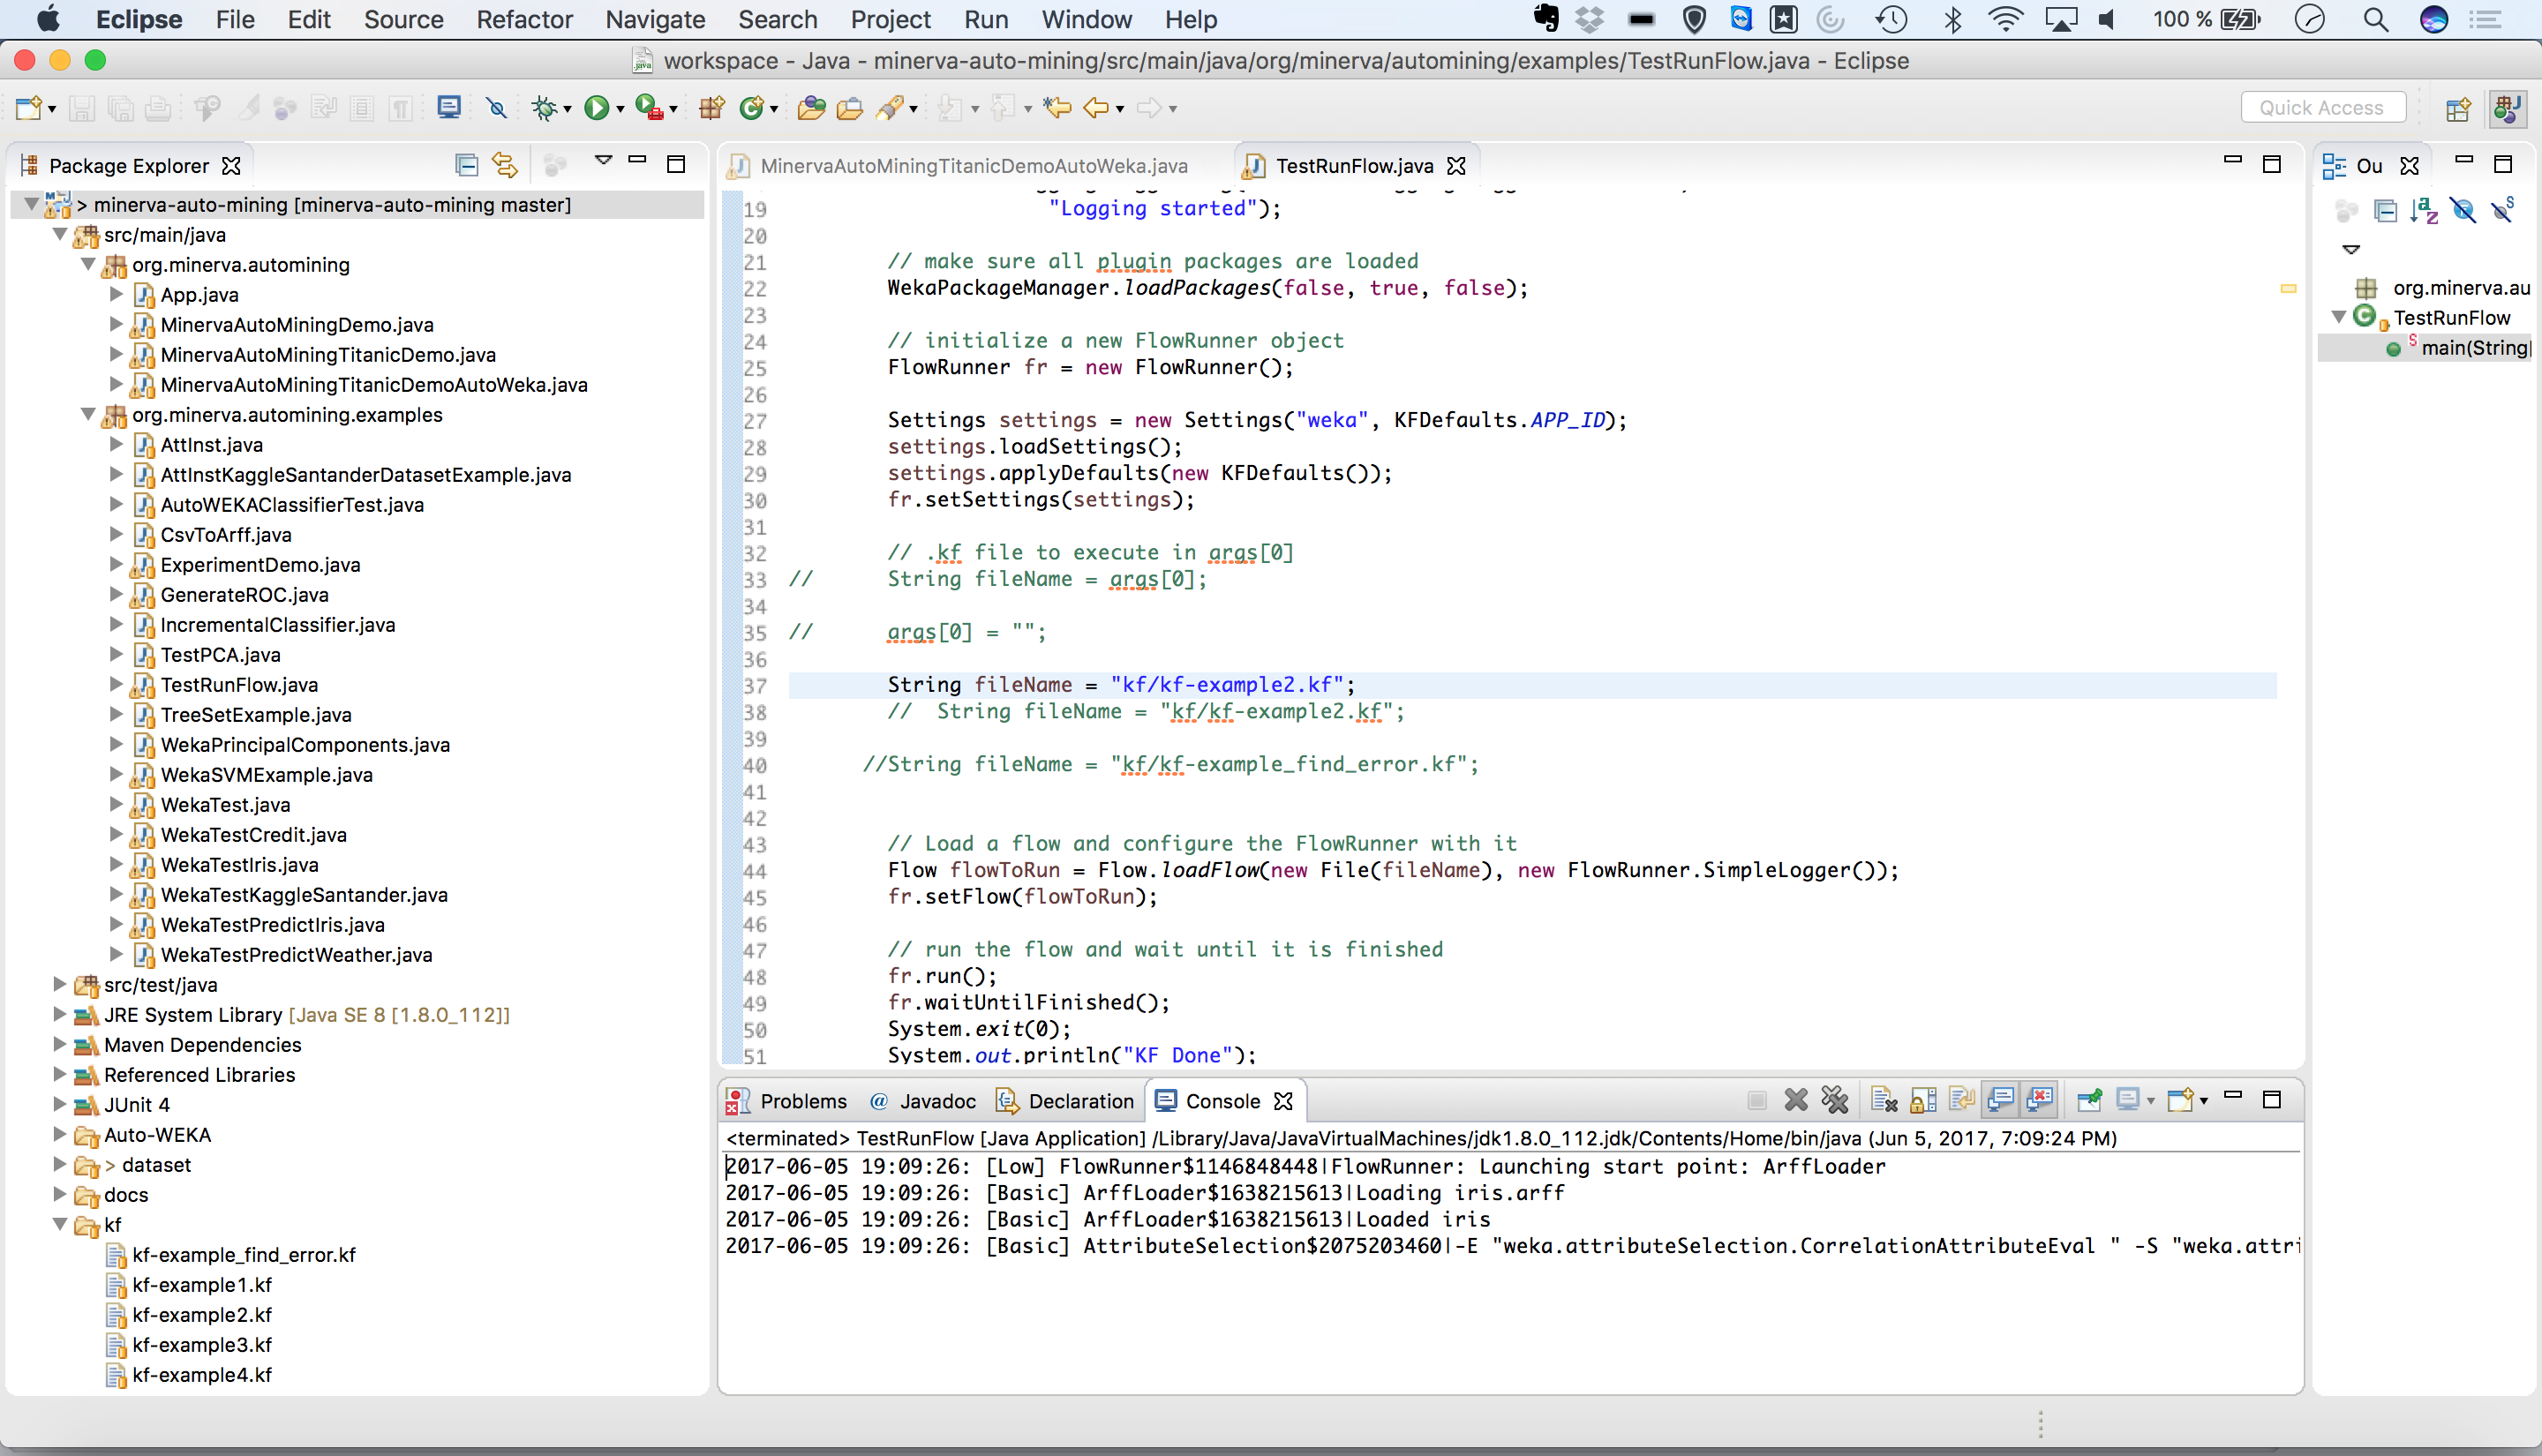 Eclipse File Edit Source Refactor Navigate Search Project Run Window Help 100 %
workspace - Java - minerva-auto-mining/src/main/java/org/minerva/automining/examples/TestRunFlow.java - Eclipse
Quick Access
Package Explorer
> minerva-auto-mining [minerva-auto-mining master]
src/main/java
org.minerva.automining
App.java
MinervaAutoMiningDemo.java
MinervaAutoMiningTitanicDemo.java
MinervaAutoMiningTitanicDemoAutoWeka.java
org.minerva.automining.examples
AttInst.java
AttInstKaggleSantanderDatasetExample.java
AutoWEKAClassifierTest.java
CsvToArff.java
ExperimentDemo.java
GenerateROC.java
IncrementalClassifier.java
TestPCA.java
TestRunFlow.java
TreeSetExample.java
WekaPrincipalComponents.java
WekaSVMExample.java
WekaTest.java
WekaTestCredit.java
WekaTestIris.java
WekaTestKaggleSantander.java
WekaTestPredictIris.java
WekaTestPredictWeather.java
src/test/java
JRE System Library [Java SE 8 [1.8.0_112]]
Maven Dependencies
Referenced Libraries
JUnit 4
Auto-WEKA
> dataset
docs
kf
kf-example_find_error.kf
kf-example1.kf
kf-example2.kf
kf-example3.kf
kf-example4.kf
MinervaAutoMiningTitanicDemoAutoWeka.java TestRunFlow.java
19 "Logging started");
20
21 // make sure all plugin packages are loaded
22 WekaPackageManager.loadPackages(false, true, false);
23
24 // initialize a new FlowRunner object
25 FlowRunner fr = new FlowRunner();
26
27 Settings settings = new Settings("weka", KFDefaults.APP_ID);
28 settings.loadSettings();
29 settings.applyDefaults(new KFDefaults());
30 fr.setSettings(settings);
31
32 // .kf file to execute in args[0]
33 // String fileName = args[0];
34
35 // args[0] = "";
36
37 String fileName = "kf/kf-example2.kf";
38 // String fileName = "kf/kf-example2.kf";
39
40 //String fileName = "kf/kf-example_find_error.kf";
41
42
43 // Load a flow and configure the FlowRunner with it
44 Flow flowToRun = Flow.loadFlow(new File(fileName), new FlowRunner.SimpleLogger());
45 fr.setFlow(flowToRun);
46
47 // run the flow and wait until it is finished
48 fr.run();
49 fr.waitUntilFinished();
50 System.exit(0);
51 System.out.println("KF Done");
Problems @ Javadoc Declaration Console
<terminated> TestRunFlow [Java Application] /Library/Java/JavaVirtualMachines/jdk1.8.0_112.jdk/Contents/Home/bin/java (Jun 5, 2017, 7:09:24 PM)
2017-06-05 19:09:26: [Low] FlowRunner$1146848448|FlowRunner: Launching start point: ArffLoader
2017-06-05 19:09:26: [Basic] ArffLoader$1638215613|Loading iris.arff
2017-06-05 19:09:26: [Basic] ArffLoader$1638215613|Loaded iris
2017-06-05 19:09:26: [Basic] AttributeSelection$2075203460|-E "weka.attributeSelection.CorrelationAttributeEval " -S "weka.attri
Ou
org.minerva.au
TestRunFlow
main(String[